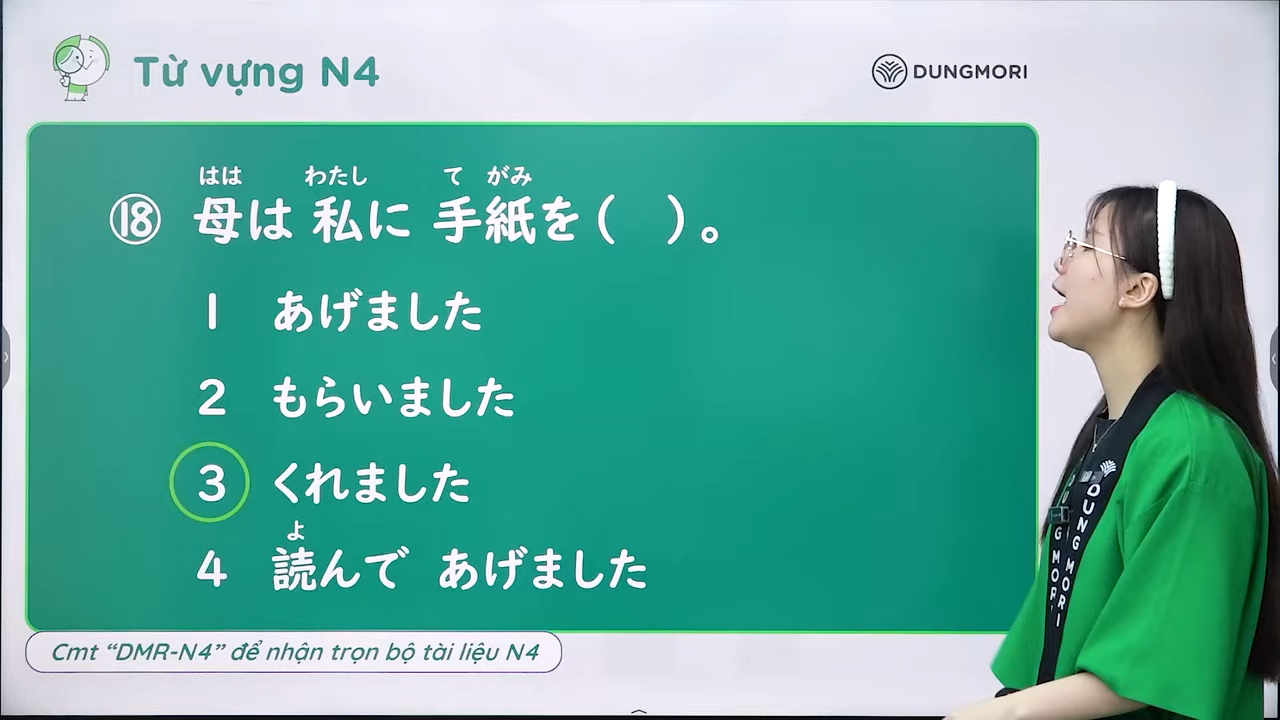 Từ vựng N4
DUNGMORI
はは わたし て がみ
⑱ 母は 私に 手紙を ( )。
1 あげました
2 もらいました
3 くれました
よ
4 読んで あげました
Cmt “DMR-N4” để nhận trọn bộ tài liệu N4
DUNGMORI